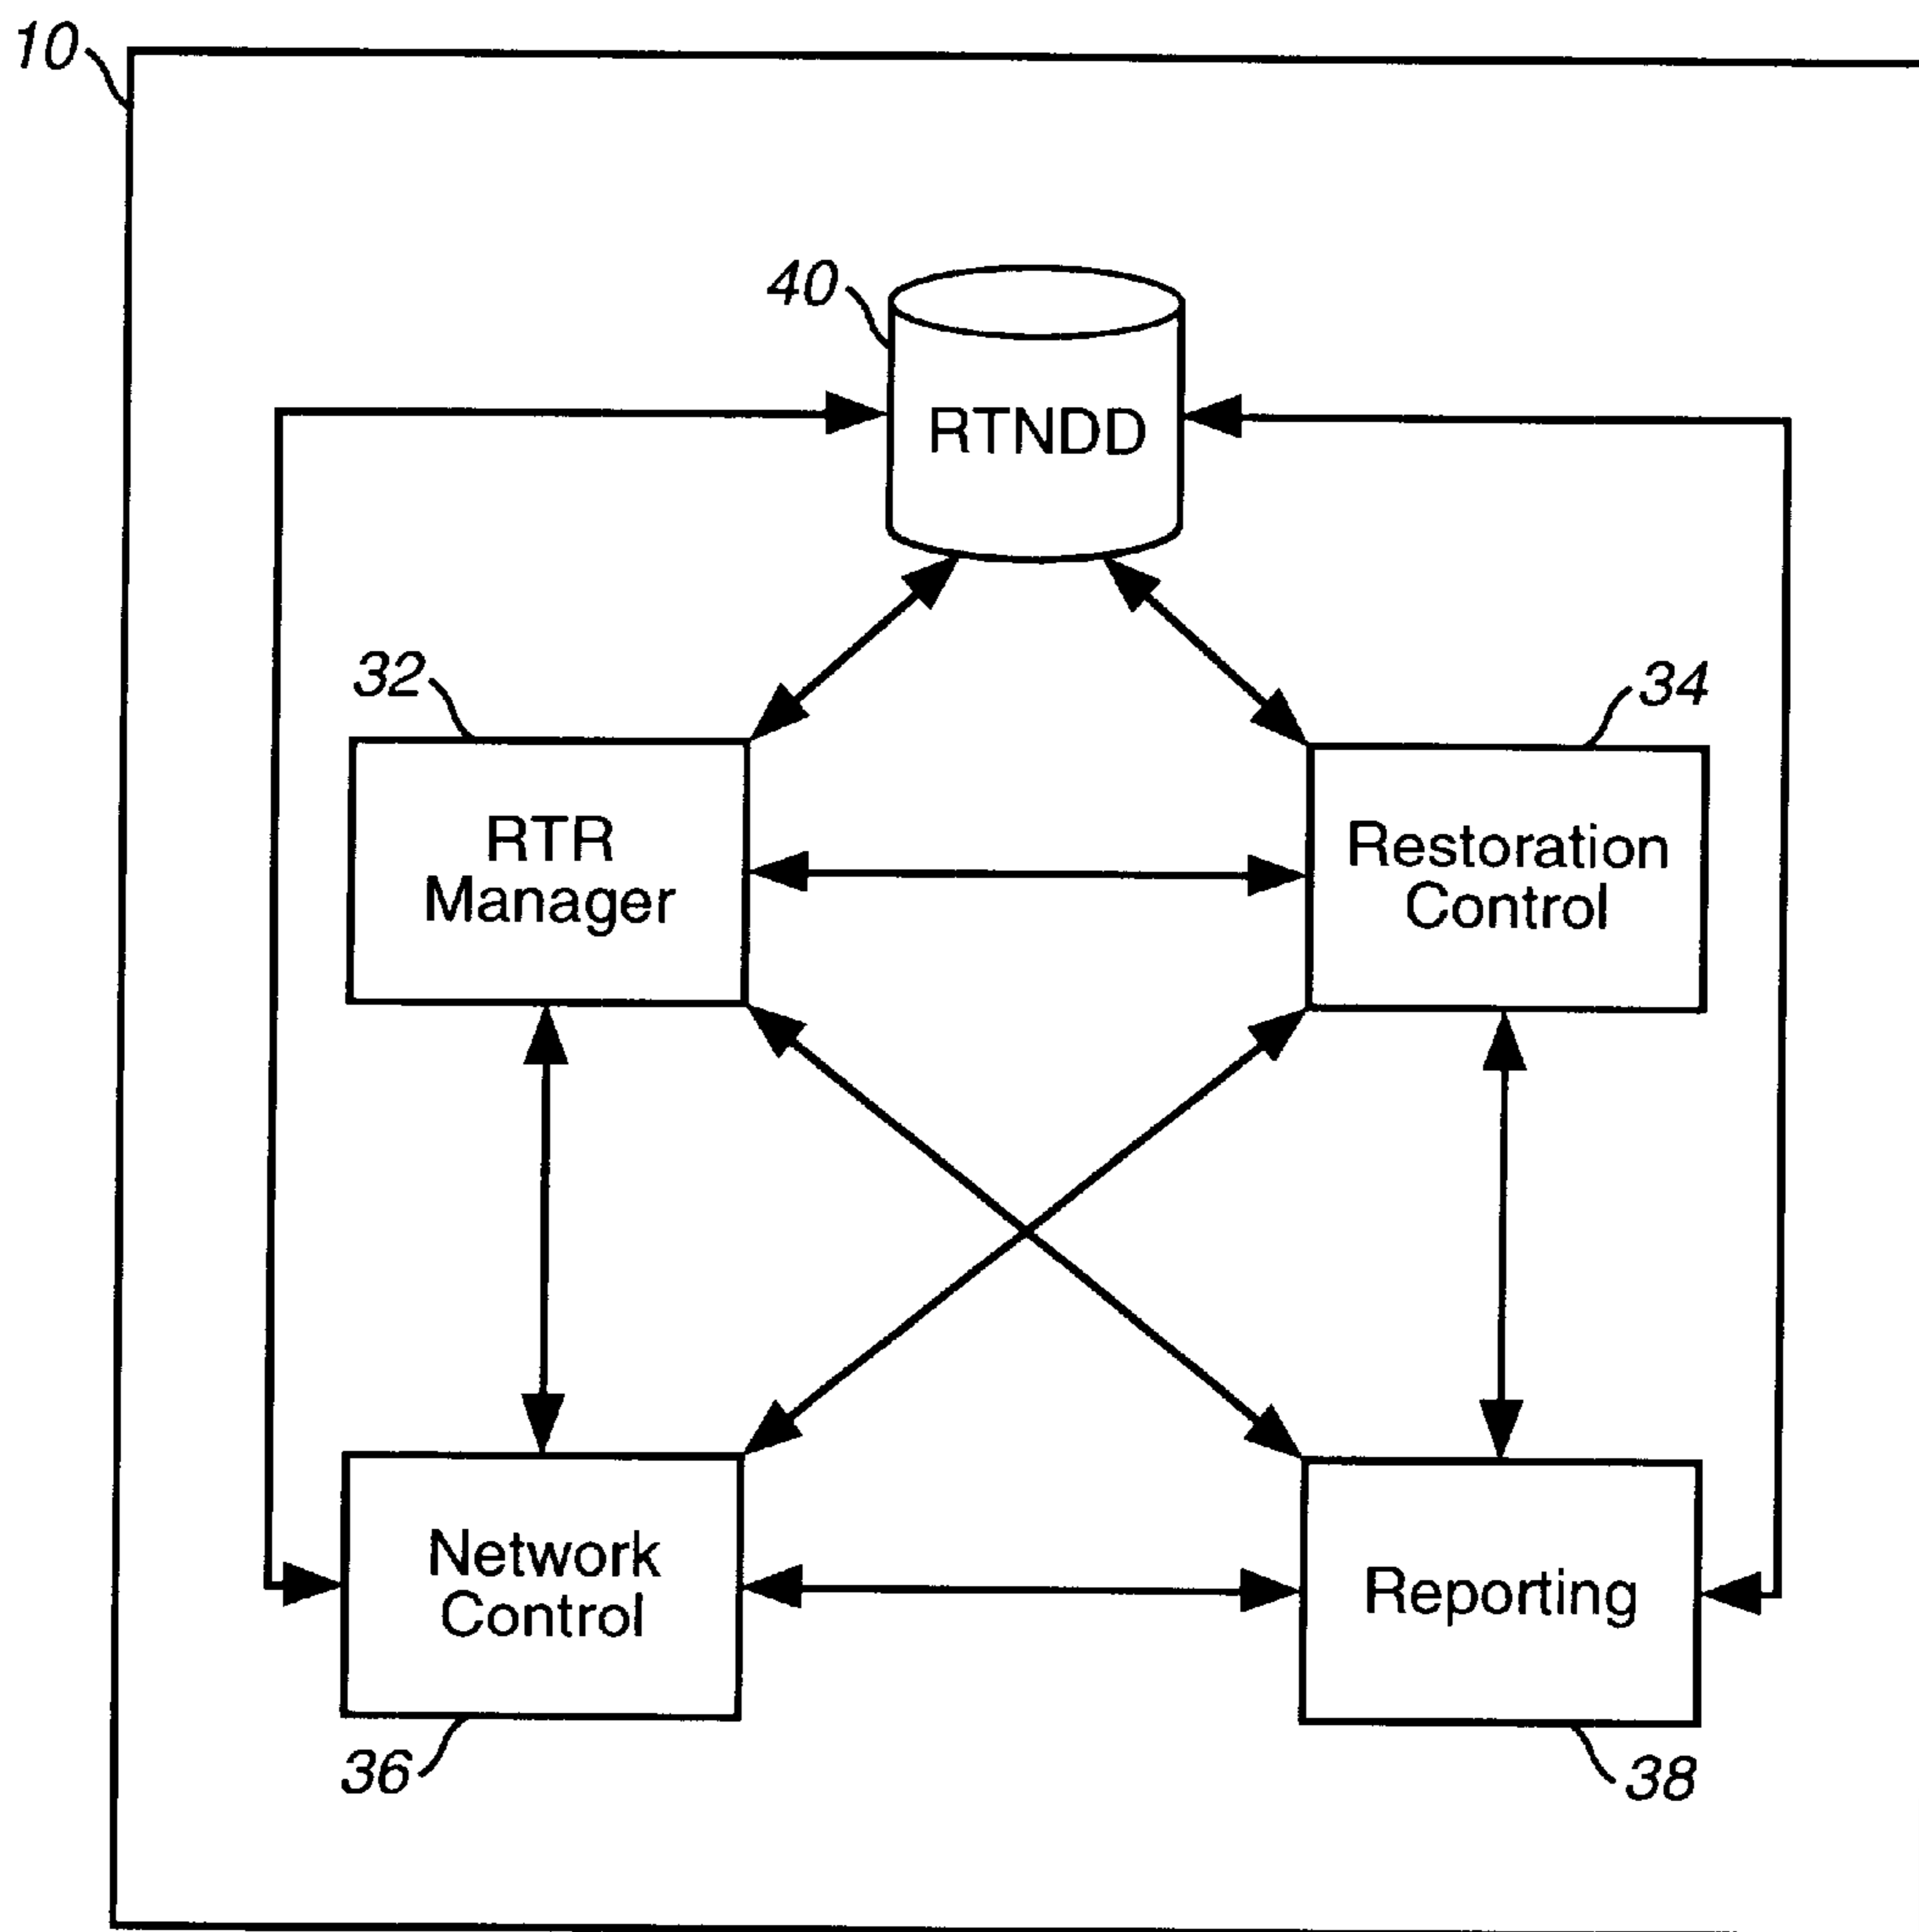 10
40
RTNDD
32
34
RTR
Manager
Restoration
Control
Network
Control
Reporting
36
38